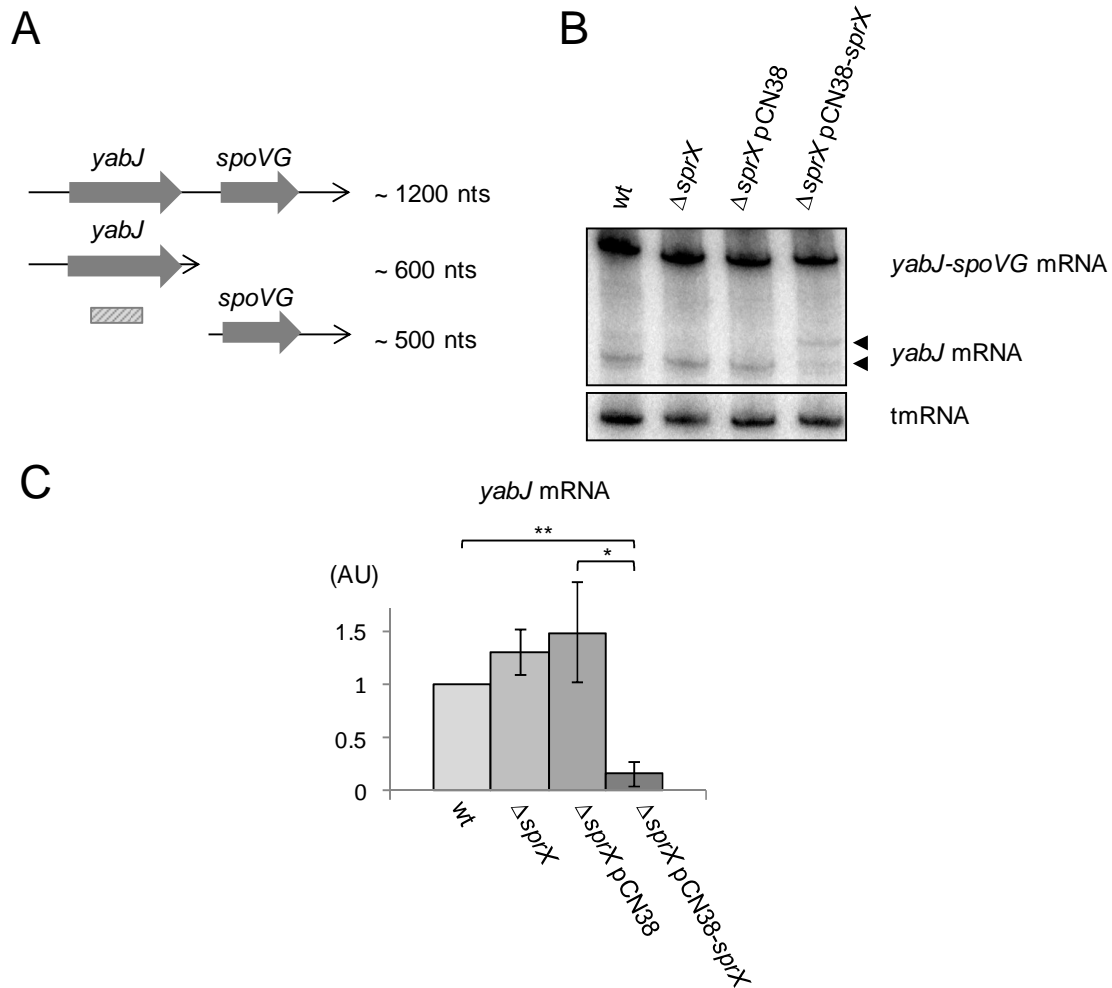 A
yabJ
spoVG
~ 1200 nts
yabJ
~ 600 nts
spoVG
~ 500 nts
B
wt
ΔsprX
ΔsprX pCN38
ΔsprX pCN38-sprX
yabJ-spoVG mRNA
yabJ mRNA
tmRNA
C
yabJ mRNA
**
*
(AU)
1.5
1
0.5
0
wt
ΔsprX
ΔsprX pCN38
ΔsprX pCN38-sprX